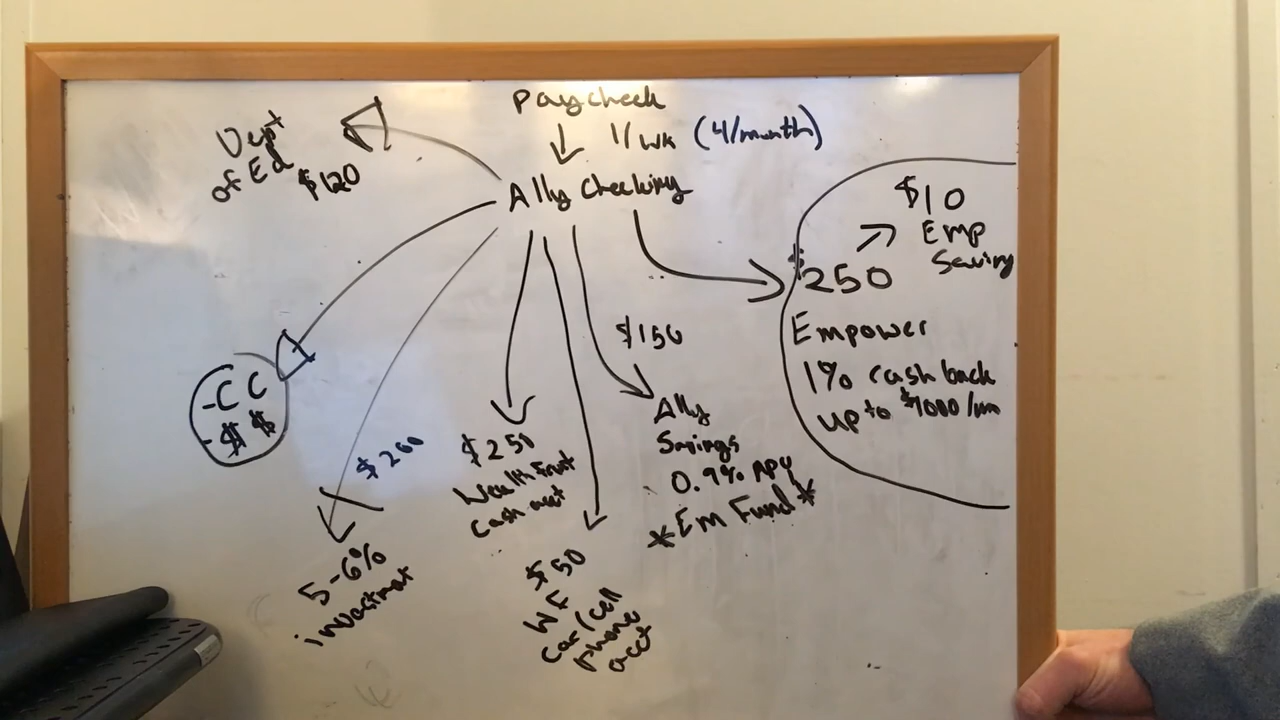 Paycheck
1/wk (4/month)
Ally Checking
Dept
of Ed
$120
-CC
-$$
$200
5-6%
investment
$250
Wealthfront
Cash acct
$50
WF
Car/Cell
phone
acct
$150
Ally
Savings
0.9% APY
*Em Fund*
$250
$10
Emp
Saving
Empower
1% cash back
up to $1000/mn